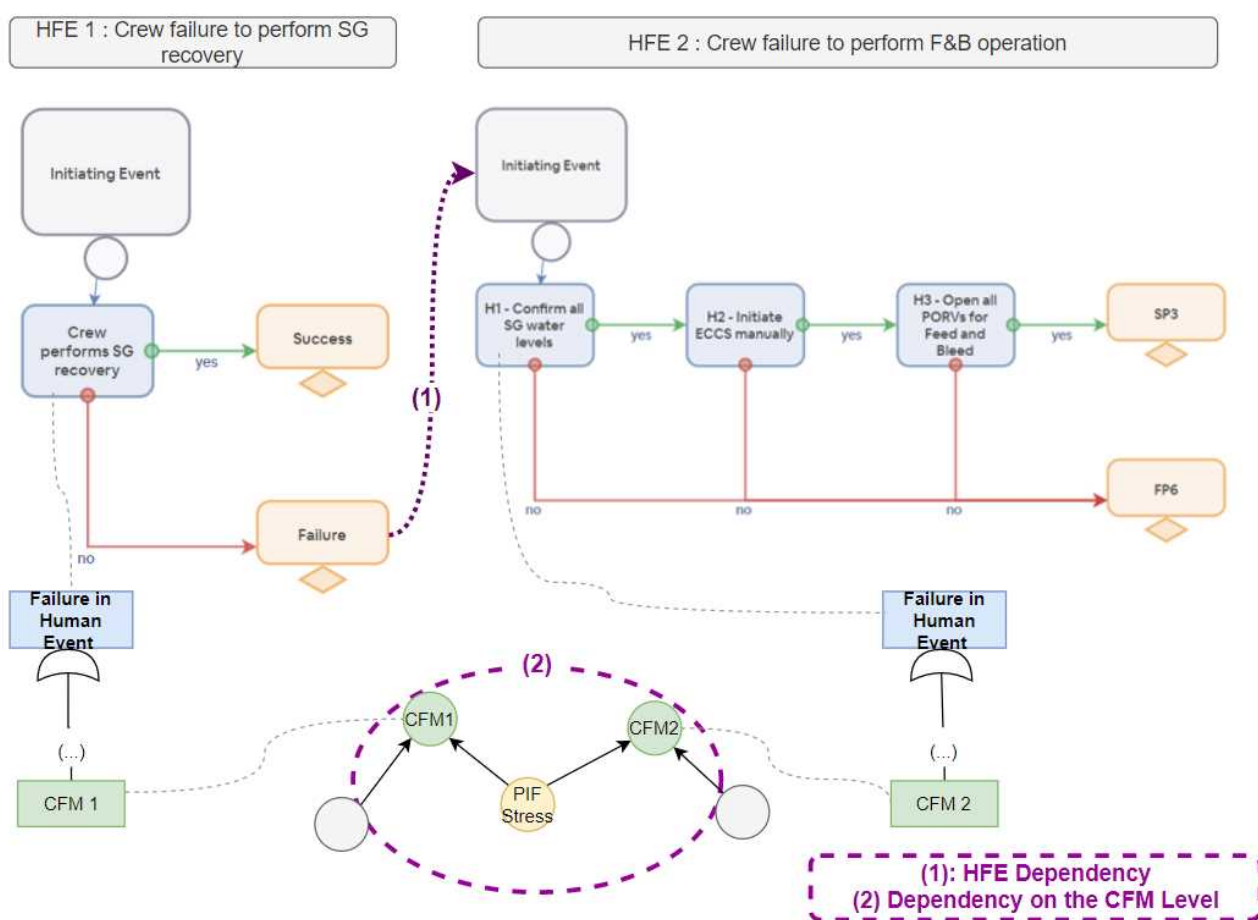 HFE 1 : Crew failure to perform SG
recovery
HFE 2 : Crew failure to perform F&B operation
Initiating Event
Initiating Event
Crew
performs SG
recovery
yes
Success
(1)
H1 - Confirm all
SG water
levels
yes
H2 - Initiate
ECCS manually
yes
H3 - Open all
PORVs for
Feed and
Bleed
yes
SP3
no
Failure
no
no
no
FP6
Failure in
Human
Event
Failure in
Human
Event
(2)
CFM1
CFM2
PIF
Stress
(...)
CFM 1
(...)
CFM 2
(1): HFE Dependency
(2) Dependency on the CFM Level